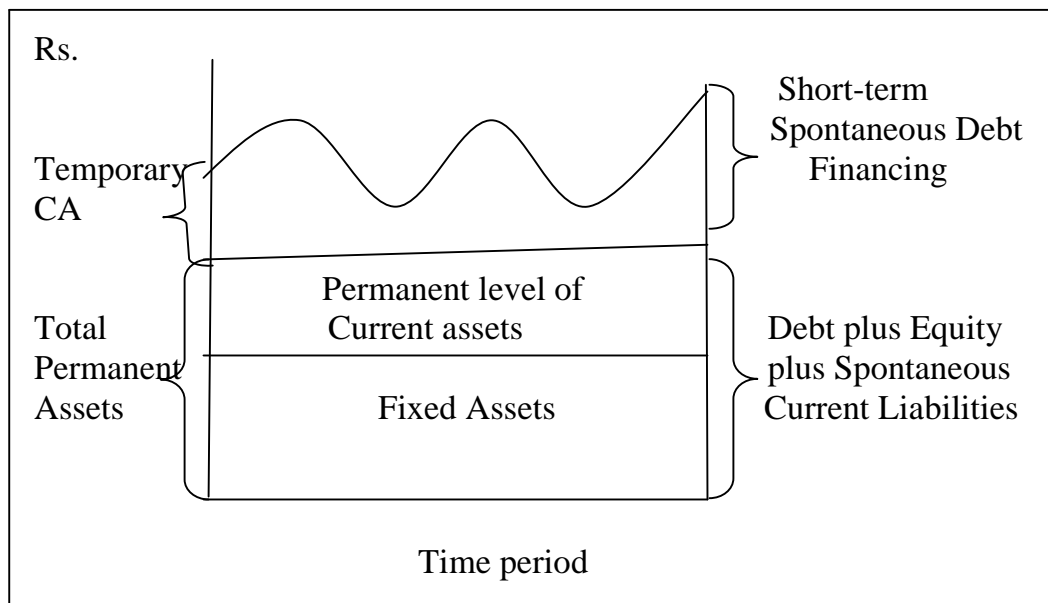 Rs.
Short-term
Spontaneous Debt
Financing
Temporary
CA
Permanent level of
Current assets
Total
Permanent
Assets
Debt plus Equity
plus Spontaneous
Current Liabilities
Fixed Assets
Time period